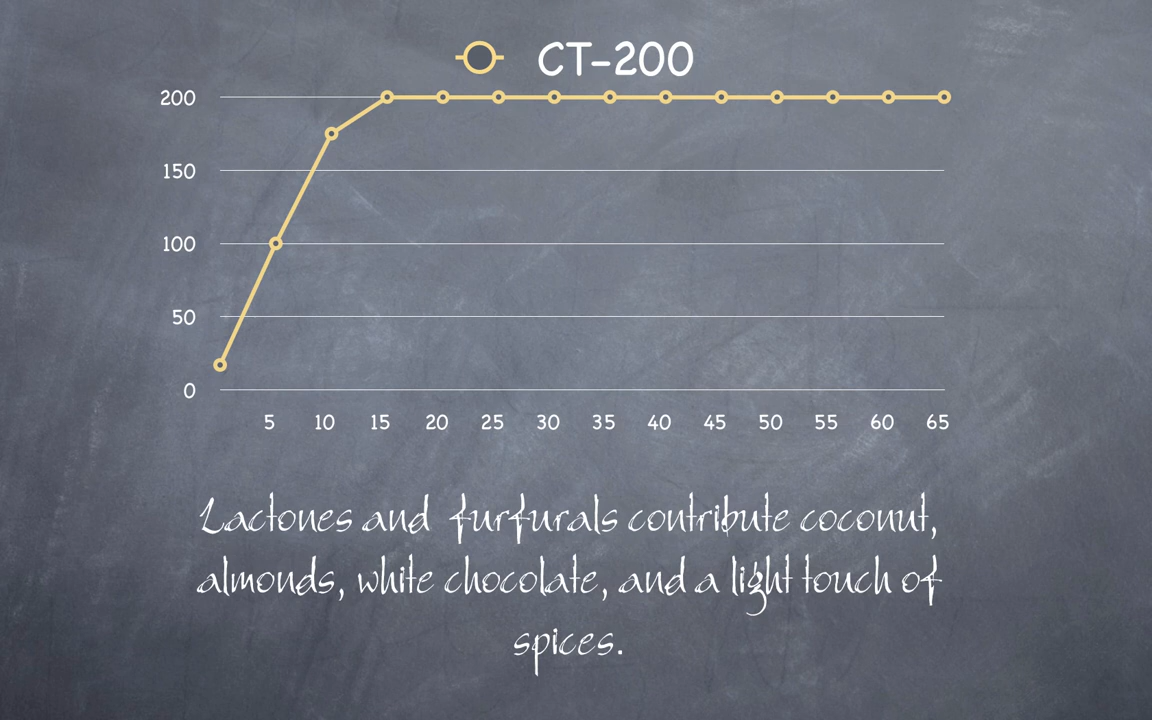 CT-200
200
150
100
50
0
5 10 15 20 25 30 35 40 45 50 55 60 65
Lactones and furfurals contribute coconut,
almonds, white chocolate, and a light touch of
spices.